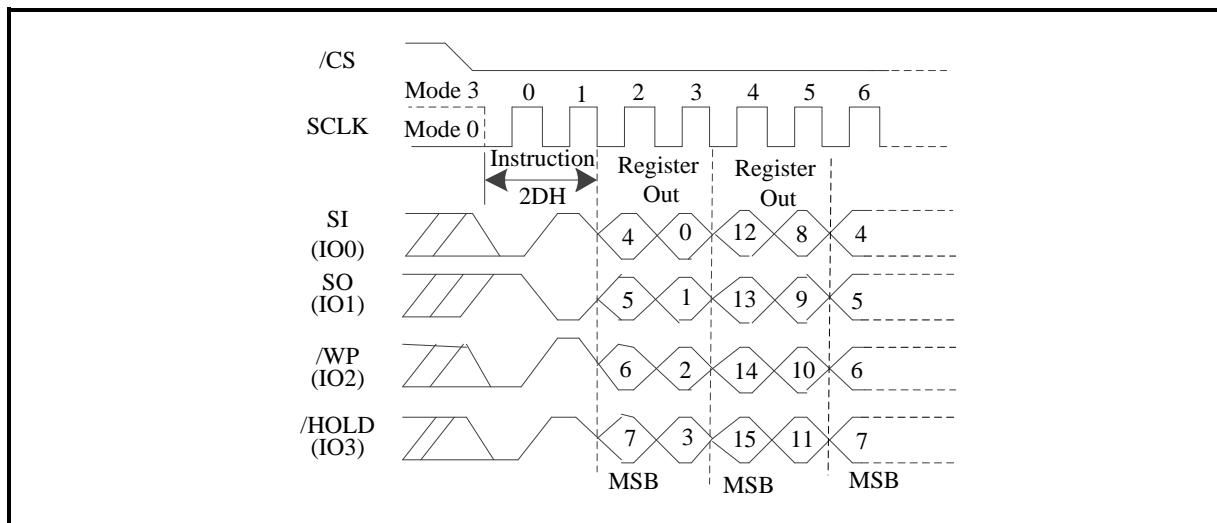 /CS
Mode 3 0 1 2 3 4 5 6
SCLK Mode 0
Instruction Register Register
2DH Out Out
SI 4 0 12 8 4
(IO0)
SO 5 1 13 9 5
(IO1)
/WP 6 2 14 10 6
(IO2)
/HOLD 7 3 15 11 7
(IO3)
MSB MSB MSB